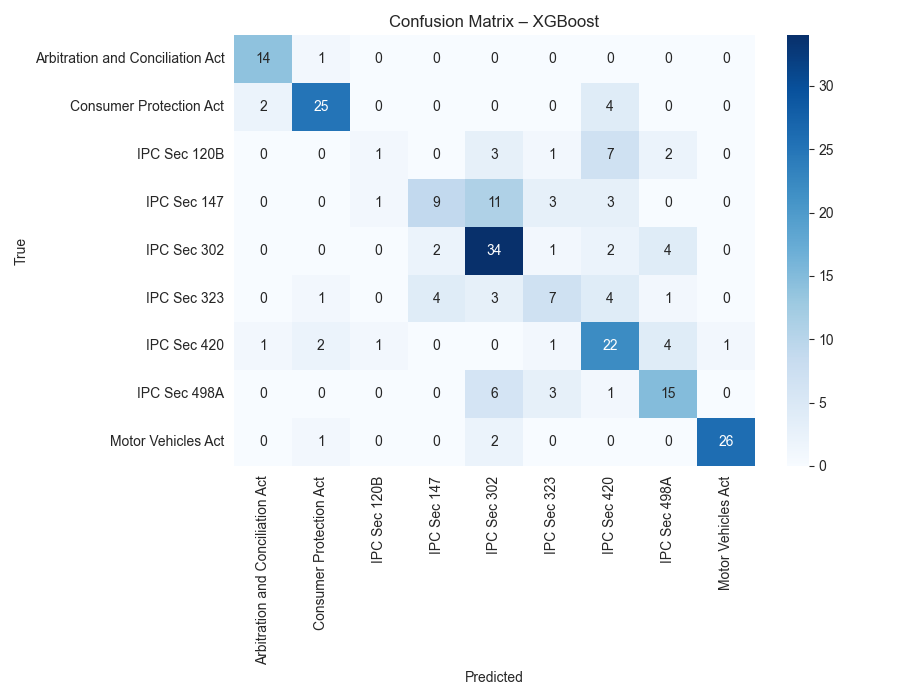 Confusion Matrix – XGBoost
Arbitration and Conciliation Act 14 1 0 0 0 0 0 0 0
Consumer Protection Act 2 25 0 0 0 0 4 0 0
IPC Sec 120B 0 0 1 0 3 1 7 2 0
IPC Sec 147 0 0 1 9 11 3 3 0 0
IPC Sec 302 0 0 0 2 34 1 2 4 0
IPC Sec 323 0 1 0 4 3 7 4 1 0
IPC Sec 420 1 2 1 0 0 1 22 4 1
IPC Sec 498A 0 0 0 0 6 3 1 15 0
Motor Vehicles Act 0 1 0 0 2 0 0 0 26
True
Arbitration and Conciliation Act
Consumer Protection Act
IPC Sec 120B
IPC Sec 147
IPC Sec 302
IPC Sec 323
IPC Sec 420
IPC Sec 498A
Motor Vehicles Act
Predicted
30
25
20
15
10
5
0